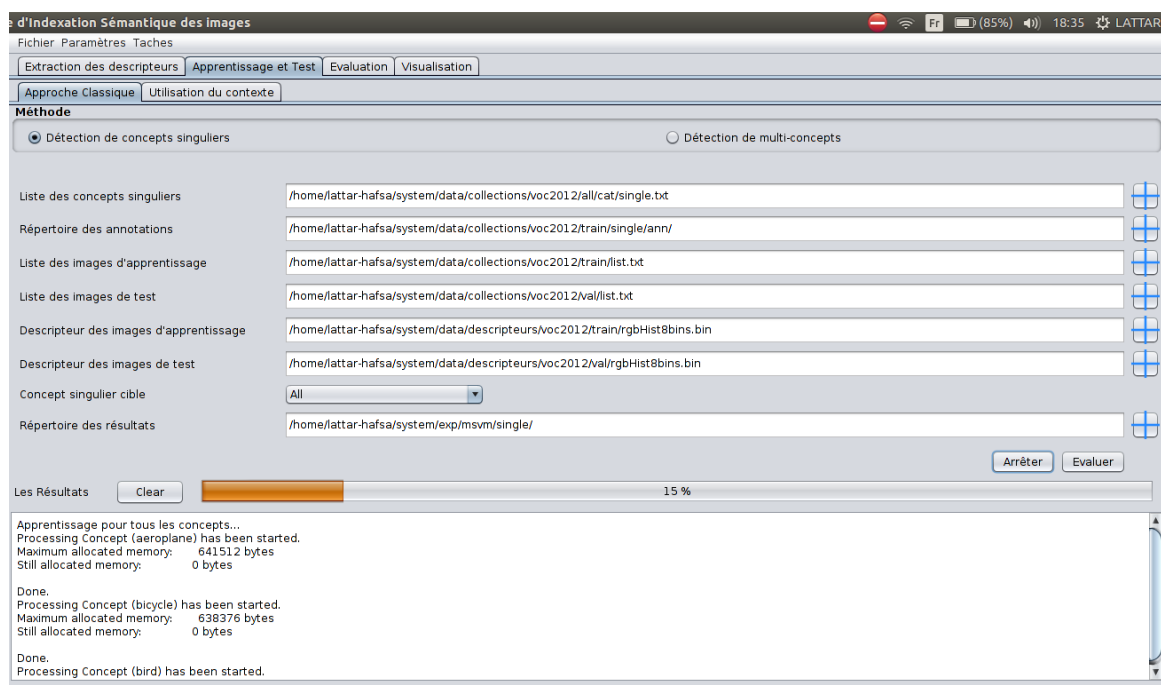 d'Indexation Sémantique des images Fr (85%) 18:35 LATTAR
Fichier Paramètres Taches
Extraction des descripteurs Apprentissage et Test Evaluation Visualisation
Approche Classique Utilisation du contexte
Méthode
Détection de concepts singuliers Détection de multi-concepts
Liste des concepts singuliers /home/lattar-hafsa/system/data/collections/voc2012/all/cat/single.txt
Répertoire des annotations /home/lattar-hafsa/system/data/collections/voc2012/train/single/ann/
Liste des images d'apprentissage /home/lattar-hafsa/system/data/collections/voc2012/train/list.txt
Liste des images de test /home/lattar-hafsa/system/data/collections/voc2012/val/list.txt
Descripteur des images d'apprentissage /home/lattar-hafsa/system/data/descripteurs/voc2012/train/rgbHist8bins.bin
Descripteur des images de test /home/lattar-hafsa/system/data/descripteurs/voc2012/val/rgbHist8bins.bin
Concept singulier cible All
Répertoire des résultats /home/lattar-hafsa/system/exp/msvm/single/
Arrêter Evaluer
Les Résultats Clear 15 %
Apprentissage pour tous les concepts...
Processing Concept (aeroplane) has been started.
Maximum allocated memory: 641512 bytes
Still allocated memory: 0 bytes
Done.
Processing Concept (bicycle) has been started.
Maximum allocated memory: 638376 bytes
Still allocated memory: 0 bytes
Done.
Processing Concept (bird) has been started.